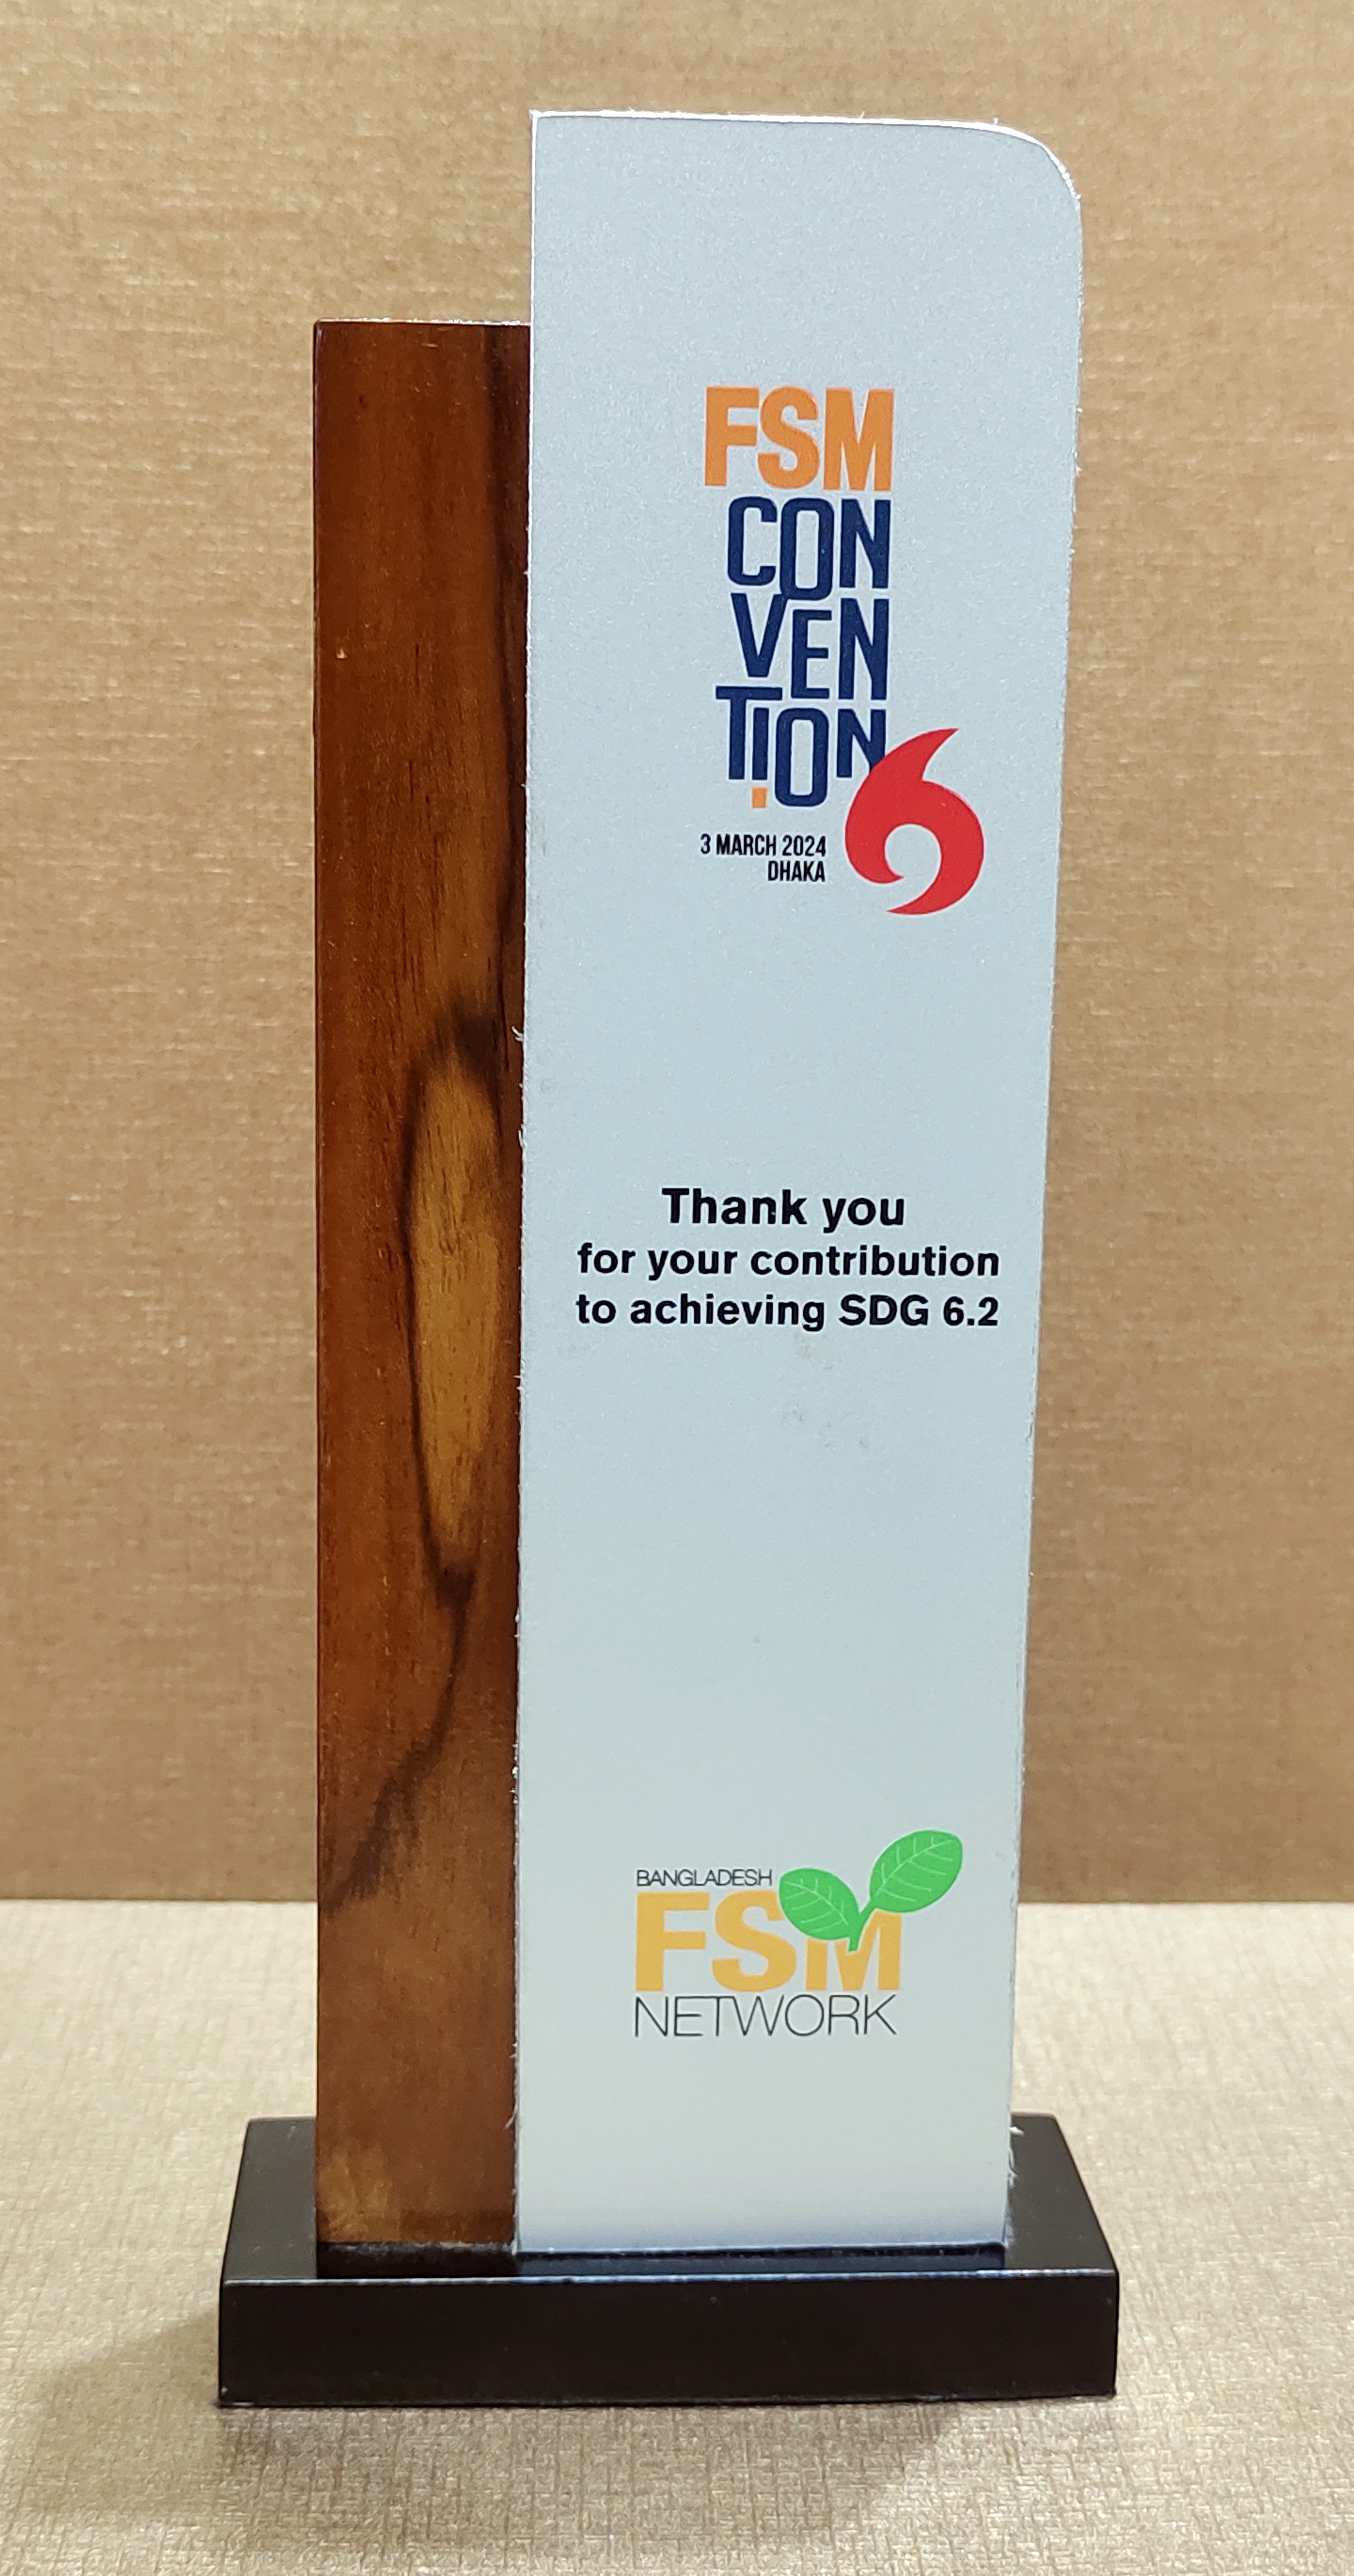 FSM
CON
VEN
TION
6
3 MARCH 2024
DHAKA
Thank you
for your contribution
to achieving SDG 6.2
BANGLADESH
FSM
NETWORK